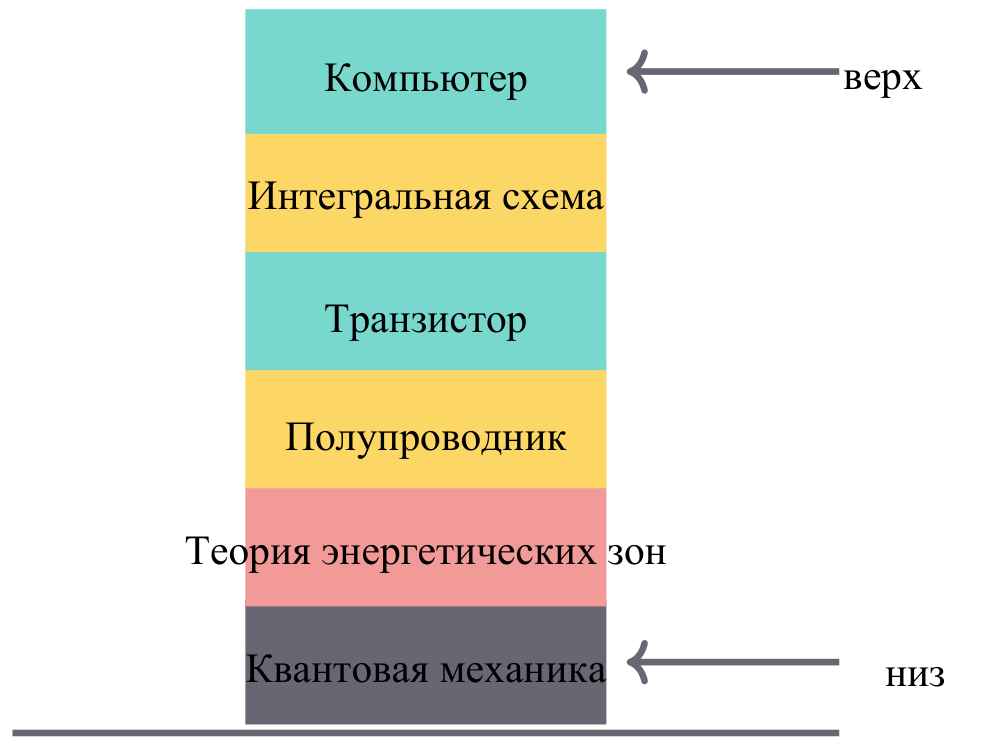 Компьютер
верх
Интегральная схема
Транзистор
Полупроводник
Теория энергетических зон
Квантовая механика
низ